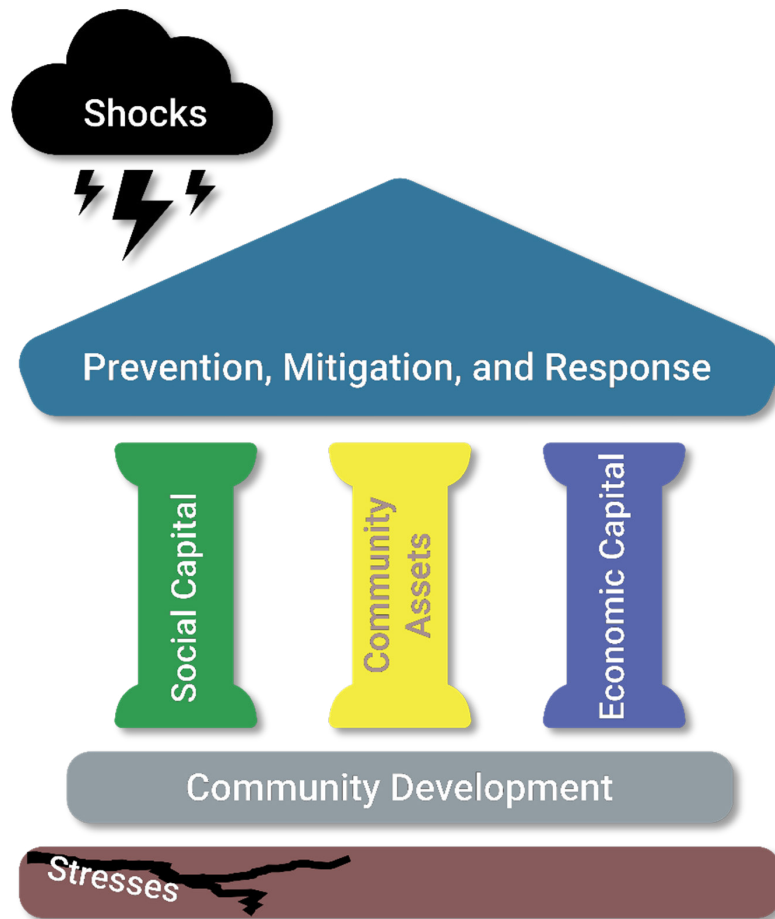 Shocks
Prevention, Mitigation, and Response
Social Capital
Community
Assets
Economic Capital
Community Development
Stresses